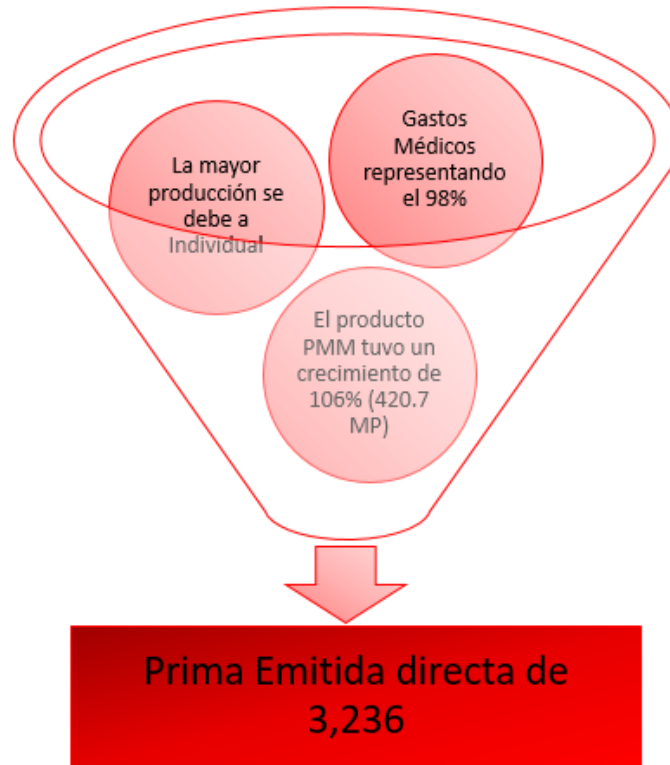 La mayor
producción se
debe a
Individual
Gastos
Médicos
representando
el 98%
El producto
PMM tuvo un
crecimiento de
106% (420.7
MP)
Prima Emitida directa de
3,236